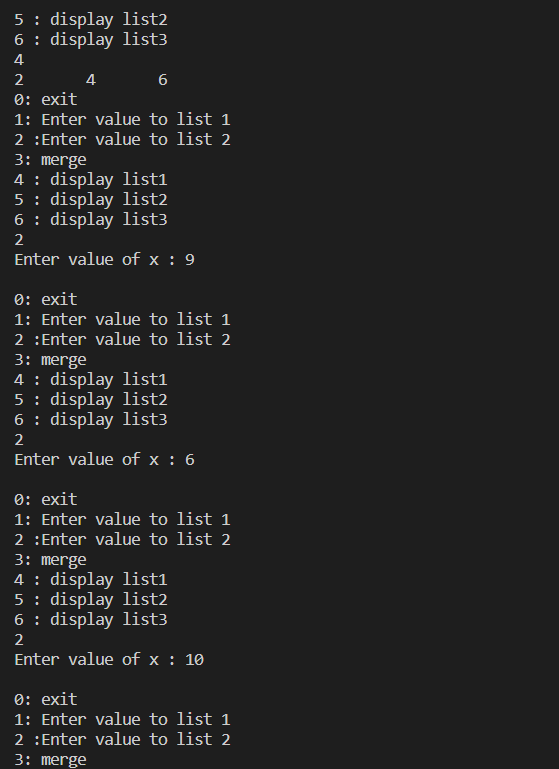 5 : display list2
6 : display list3
4
2       4       6
0: exit
1: Enter value to list 1
2 :Enter value to list 2
3: merge
4 : display list1
5 : display list2
6 : display list3
2
Enter value of x : 9
0: exit
1: Enter value to list 1
2 :Enter value to list 2
3: merge
4 : display list1
5 : display list2
6 : display list3
2
Enter value of x : 6
0: exit
1: Enter value to list 1
2 :Enter value to list 2
3: merge
4 : display list1
5 : display list2
6 : display list3
2
Enter value of x : 10
0: exit
1: Enter value to list 1
2 :Enter value to list 2
3: merge